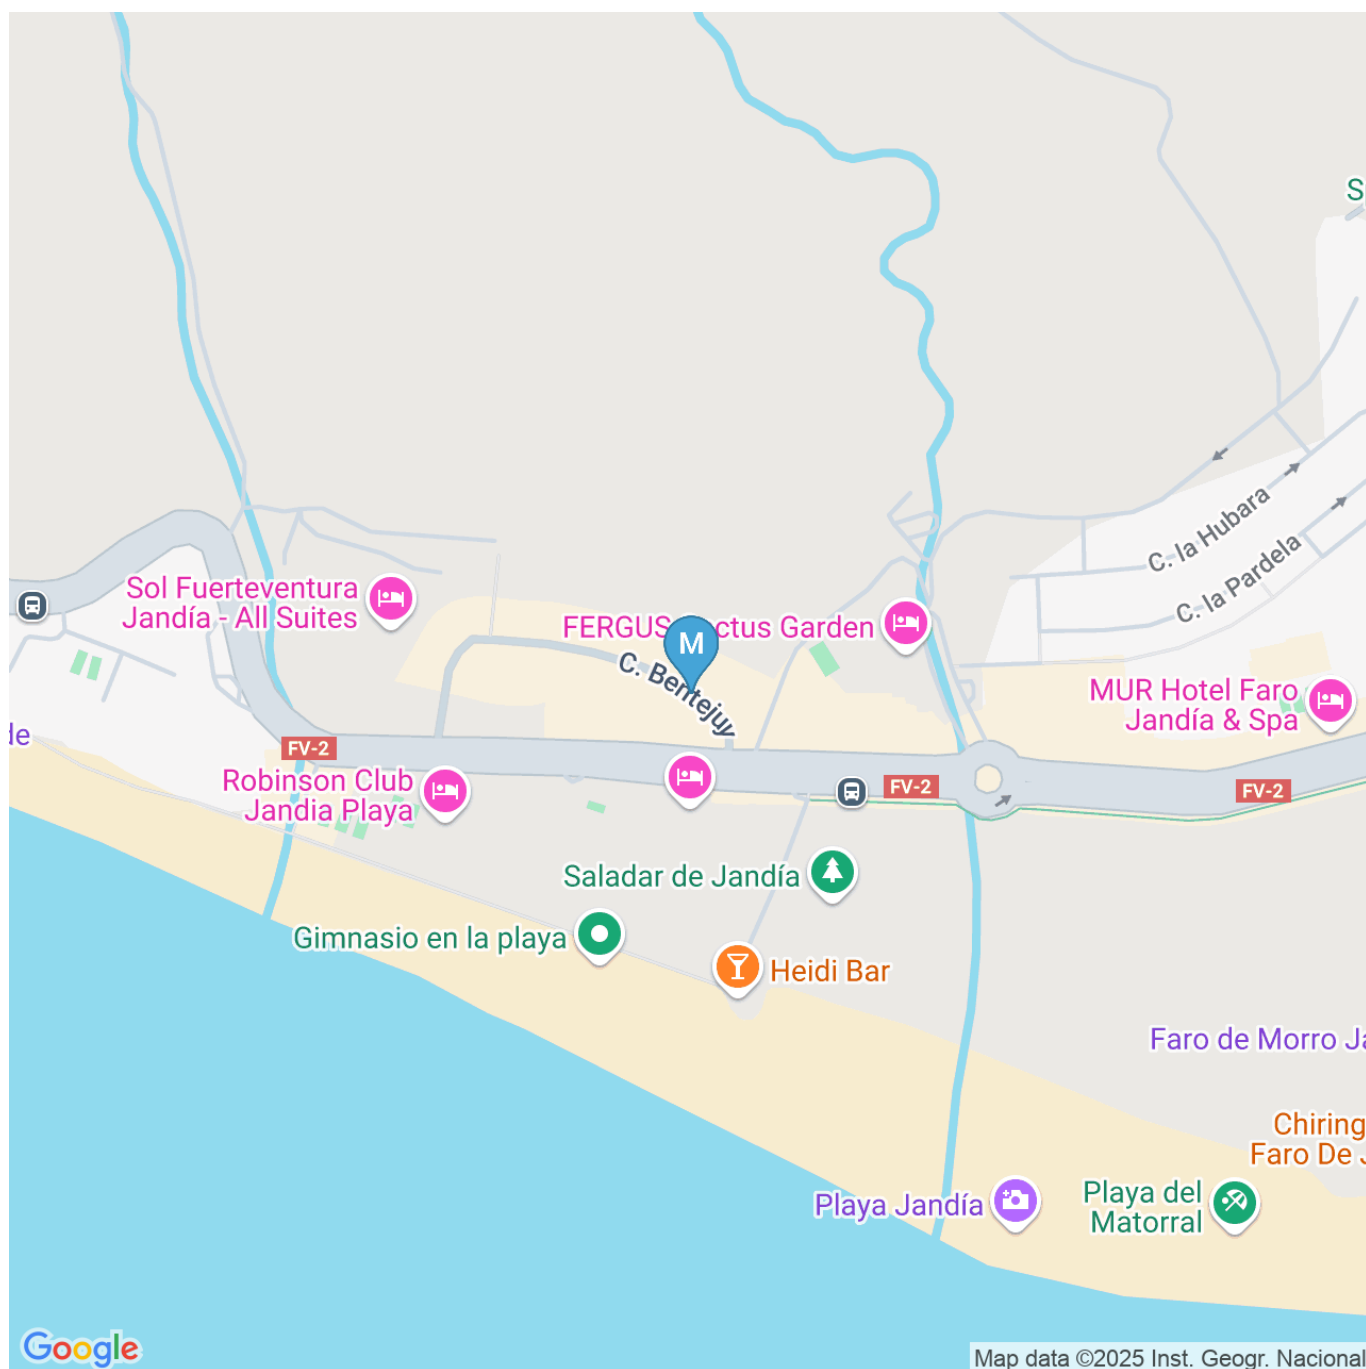 S
C. la Hubara
C. la Pardela
Sol Fuerteventura
Jandía - All Suites
FERGUS
ctus Garden
M
C. Bentejuy
MUR Hotel Faro
Jandía & Spa
de
FV-2
Robinson Club
Jandia Playa
FV-2
FV-2
Saladar de Jandía
Gimnasio en la playa
Heidi Bar
Faro de Morro Ja
Chiring
Faro De J
Playa Jandía
Playa del
Matorral
Google
Map data ©2025 Inst. Geogr. Nacional